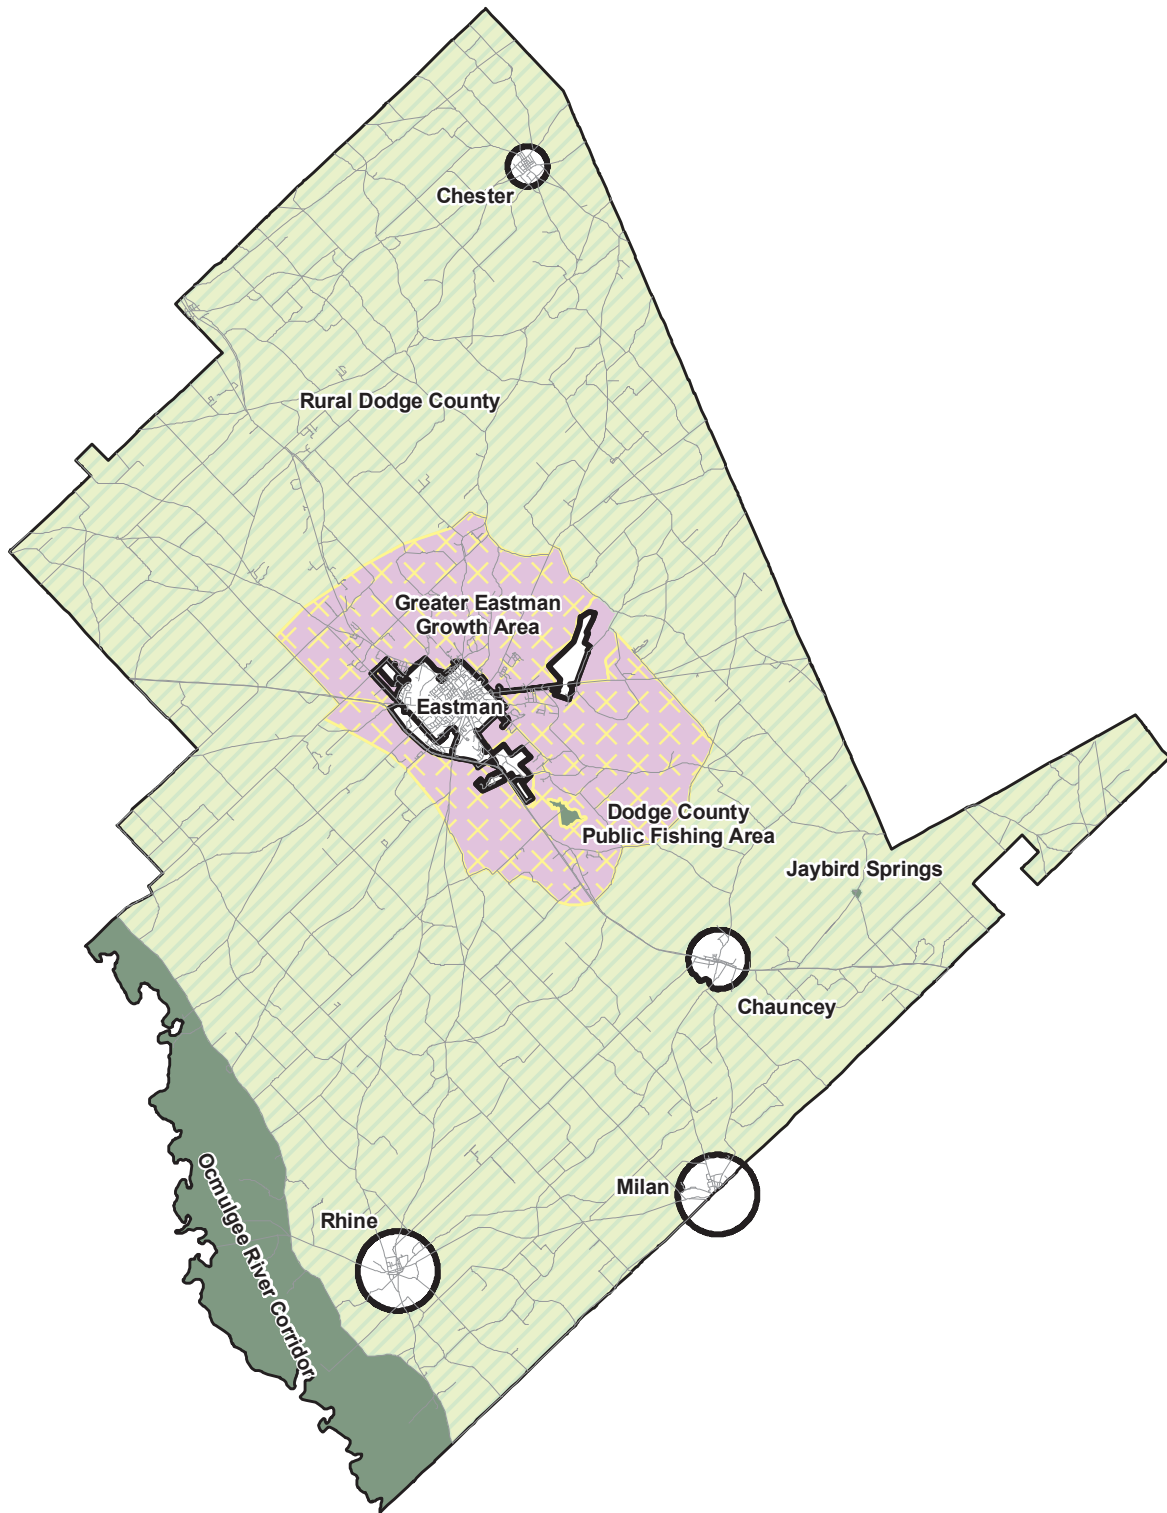 Chester
Rural Dodge County
Greater Eastman
Growth Area
Eastman
Dodge County
Public Fishing Area
Jaybird Springs
Chauncey
Milan
Rhine
Ocmulgee River Corridor